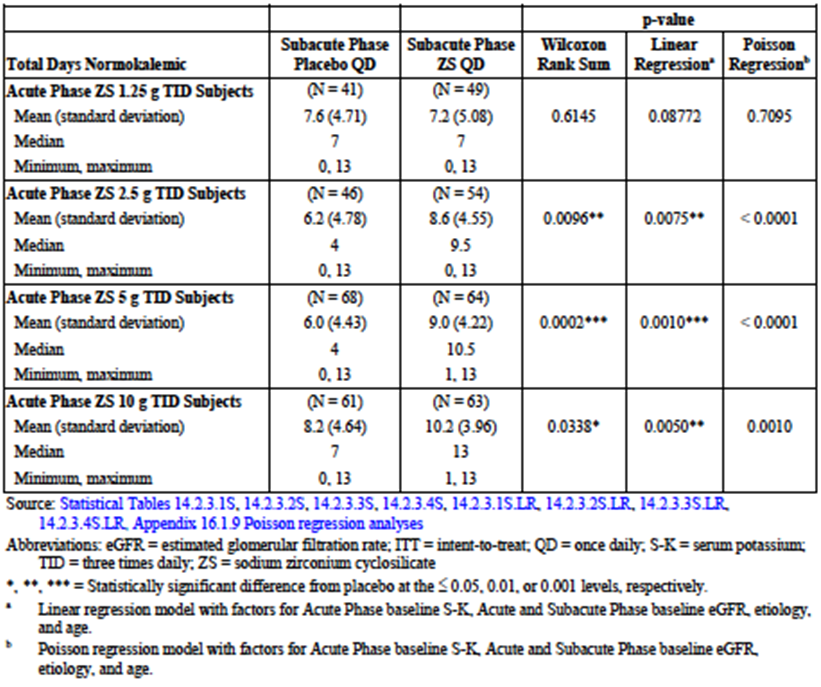 p-value
Total Days Normokalemic Subacute Phase Placebo QD Subacute Phase ZS QD Wilcoxon Rank Sum Linear Regressionᵃ Poisson Regressionᵇ
Acute Phase ZS 1.25 g TID Subjects (N = 41) (N = 49)
Mean (standard deviation) 7.6 (4.71) 7.2 (5.08) 0.6145 0.08772 0.7095
Median 7 7
Minimum, maximum 0, 13 0, 13
Acute Phase ZS 2.5 g TID Subjects (N = 46) (N = 54)
Mean (standard deviation) 6.2 (4.78) 8.6 (4.55) 0.0096** 0.0075** < 0.0001
Median 4 9.5
Minimum, maximum 0, 13 0, 13
Acute Phase ZS 5 g TID Subjects (N = 68) (N = 64)
Mean (standard deviation) 6.0 (4.43) 9.0 (4.22) 0.0002*** 0.0010*** < 0.0001
Median 4 10.5
Minimum, maximum 0, 13 1, 13
Acute Phase ZS 10 g TID Subjects (N = 61) (N = 63)
Mean (standard deviation) 8.2 (4.64) 10.2 (3.96) 0.0338* 0.0050** 0.0010
Median 7 13
Minimum, maximum 0, 13 1, 13
Source: Statistical Tables 14.2.3.1S, 14.2.3.2S, 14.2.3.3S, 14.2.3.4S, 14.2.3.1S.LR, 14.2.3.2S.LR, 14.2.3.3S.LR,
14.2.3.4S.LR, Appendix 16.1.9 Poisson regression analyses
Abbreviations: eGFR = estimated glomerular filtration rate; ITT = intent-to-treat; QD = once daily; S-K = serum potassium;
TID = three times daily; ZS = sodium zirconium cyclosilicate
*, **, *** = Statistically significant difference from placebo at the ≤ 0.05, 0.01, or 0.001 levels, respectively.
ᵃ Linear regression model with factors for Acute Phase baseline S-K, Acute and Subacute Phase baseline eGFR, etiology,
and age.
ᵇ Poisson regression model with factors for Acute Phase baseline S-K, Acute and Subacute Phase baseline eGFR,
etiology, and age.